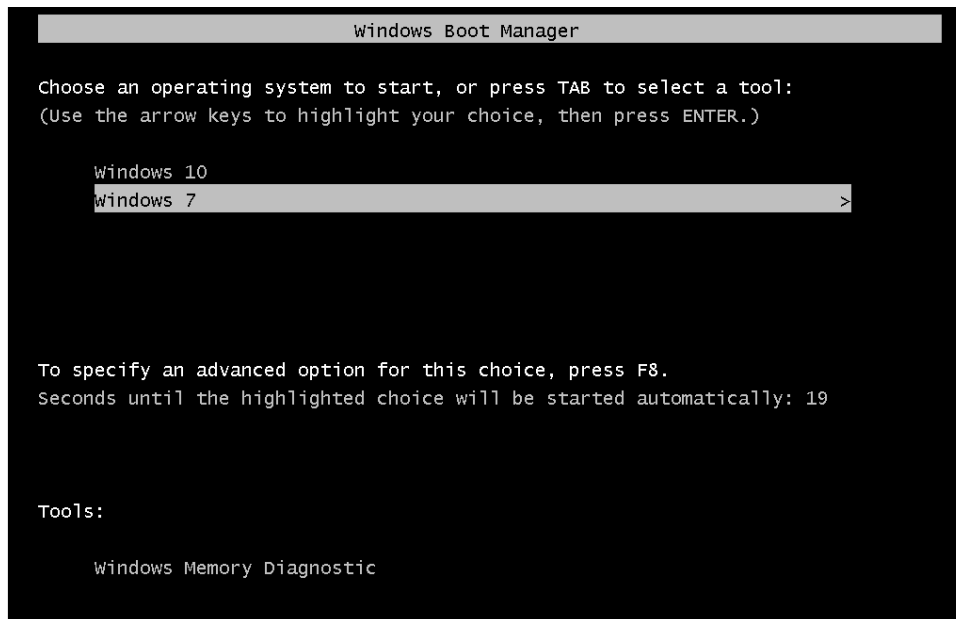 Windows Boot Manager
Choose an operating system to start, or press TAB to select a tool:
(Use the arrow keys to highlight your choice, then press ENTER.)
Windows 10
Windows 7 >
To specify an advanced option for this choice, press F8.
Seconds until the highlighted choice will be started automatically: 19
Tools:
Windows Memory Diagnostic